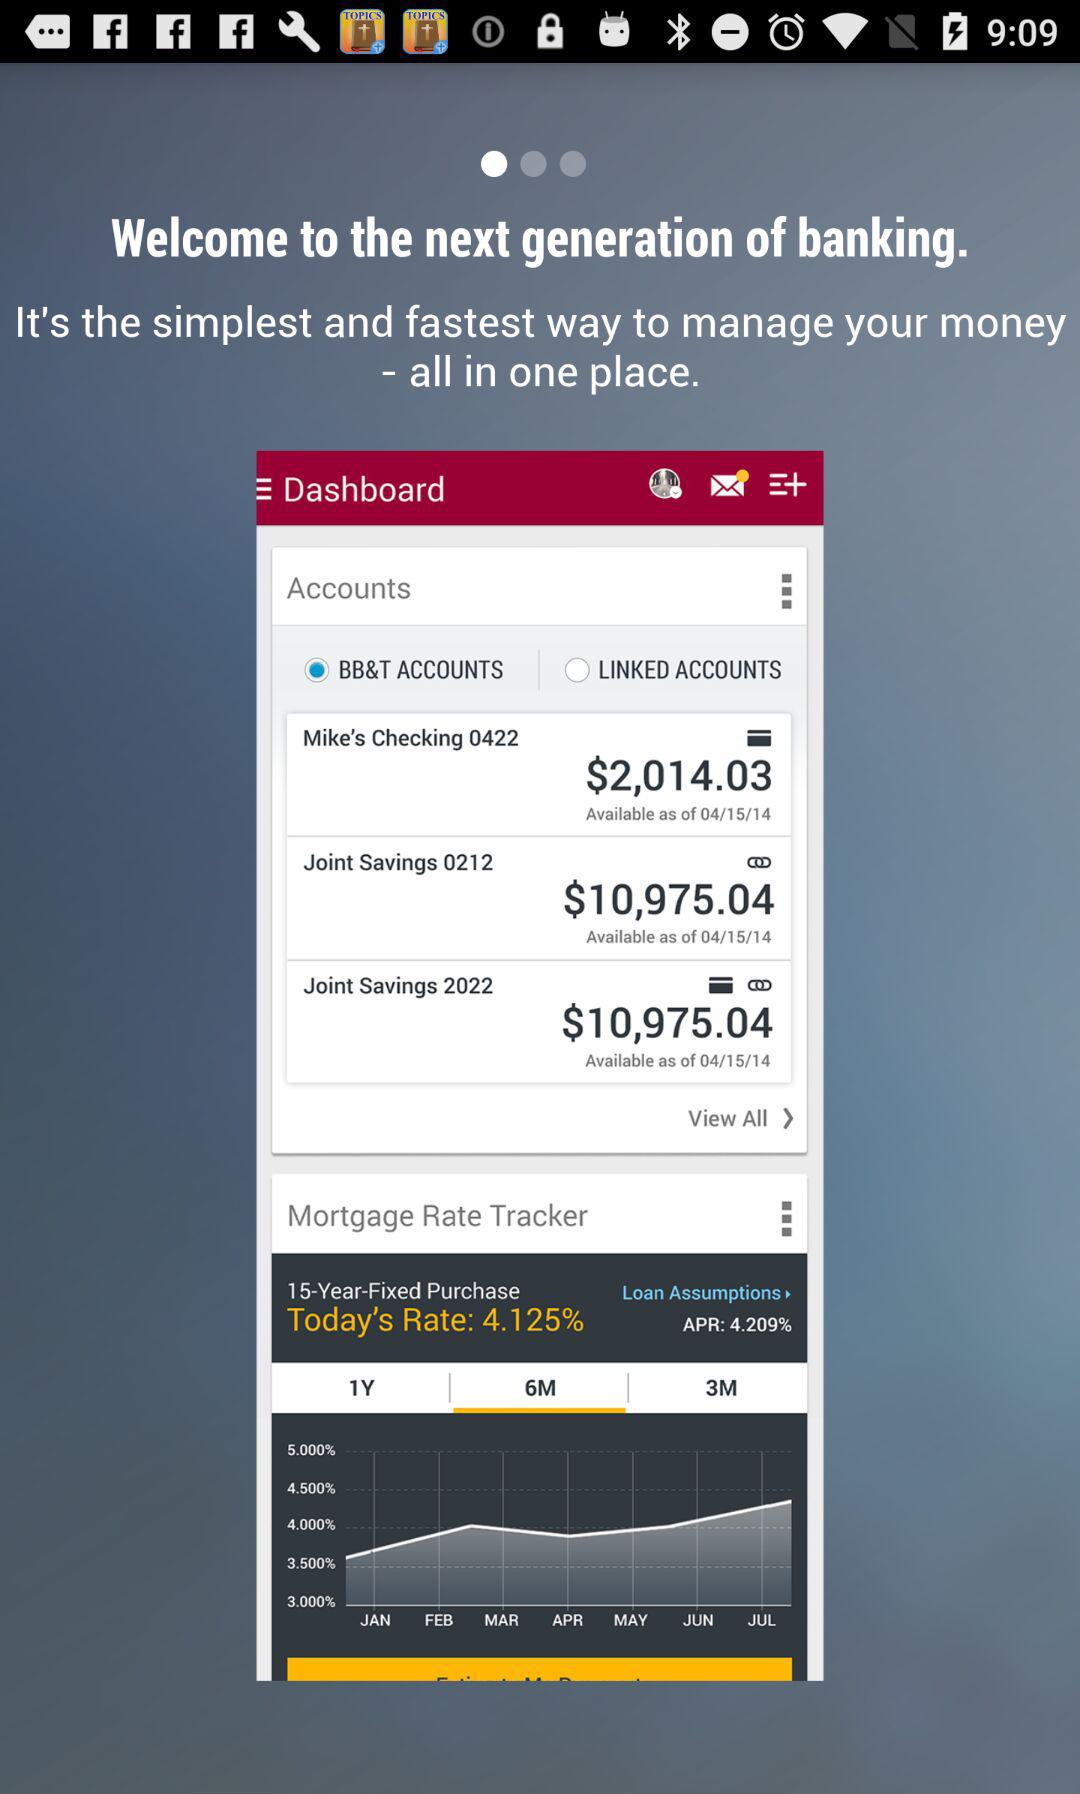 TOPICS TOPICS 9:09
Welcome to the next generation of banking.
It's the simplest and fastest way to manage your money
- all in one place.
Dashboard
Accounts
BB&T ACCOUNTS LINKED ACCOUNTS
Mike's Checking 0422
$2,014.03
Available as of 04/15/14
Joint Savings 0212
$10,975.04
Available as of 04/15/14
Joint Savings 2022
$10,975.04
Available as of 04/15/14
View All
Mortgage Rate Tracker
15-Year-Fixed Purchase Loan Assumptions
Today's Rate: 4.125% APR: 4.209%
1Y 6M 3M
5.000%
4.500%
4.000%
3.500%
3.000%
JAN FEB MAR APR MAY JUN JUL